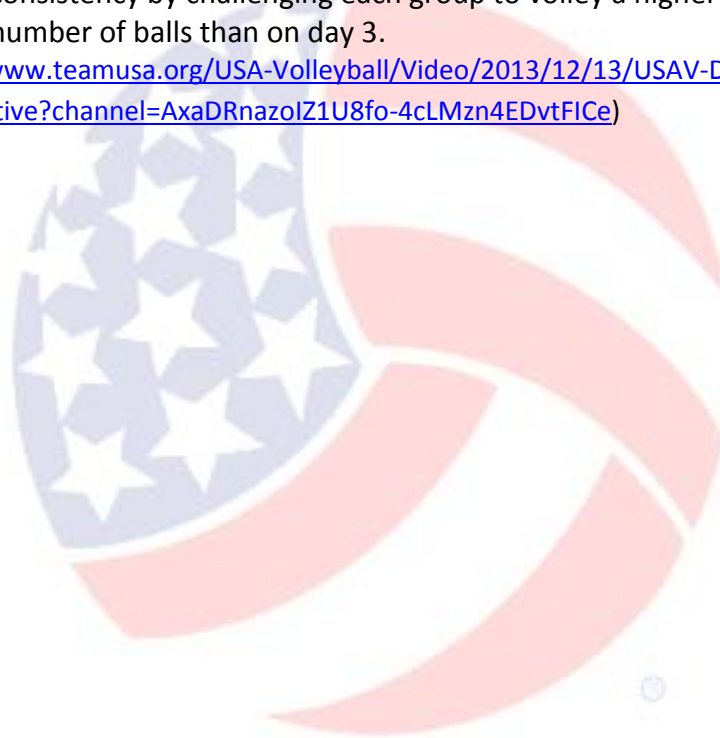 consistency by challenging each group to volley a higher
number of balls than on day 3.
www.teamusa.org/USA-Volleyball/Video/2013/12/13/USAV-D
tive?channel=AxaDRnazoIZ1U8fo-4cLMzn4EDvtFICe)